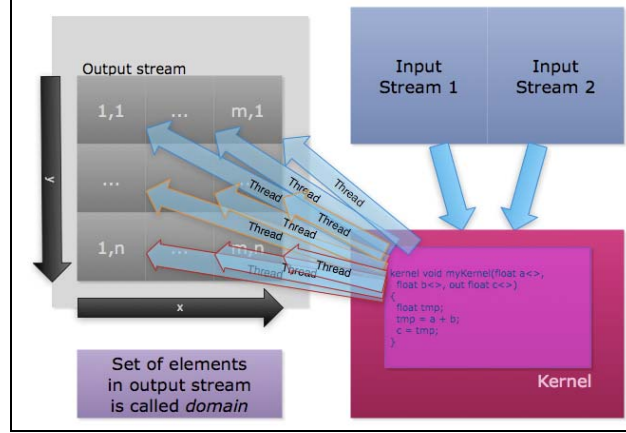 Output stream
1,1 ... m,1
...
1,n ... m,n
y
x
Input
Stream 1
Input
Stream 2
Thread
Thread
Thread
Thread
Thread
Thread
Thread
Thread
Thread
kernel void myKernel(float a<>,
float b<>, out float c<>)
{
float tmp;
tmp = a + b;
c = tmp;
}
Kernel
Set of elements
in output stream
is called domain